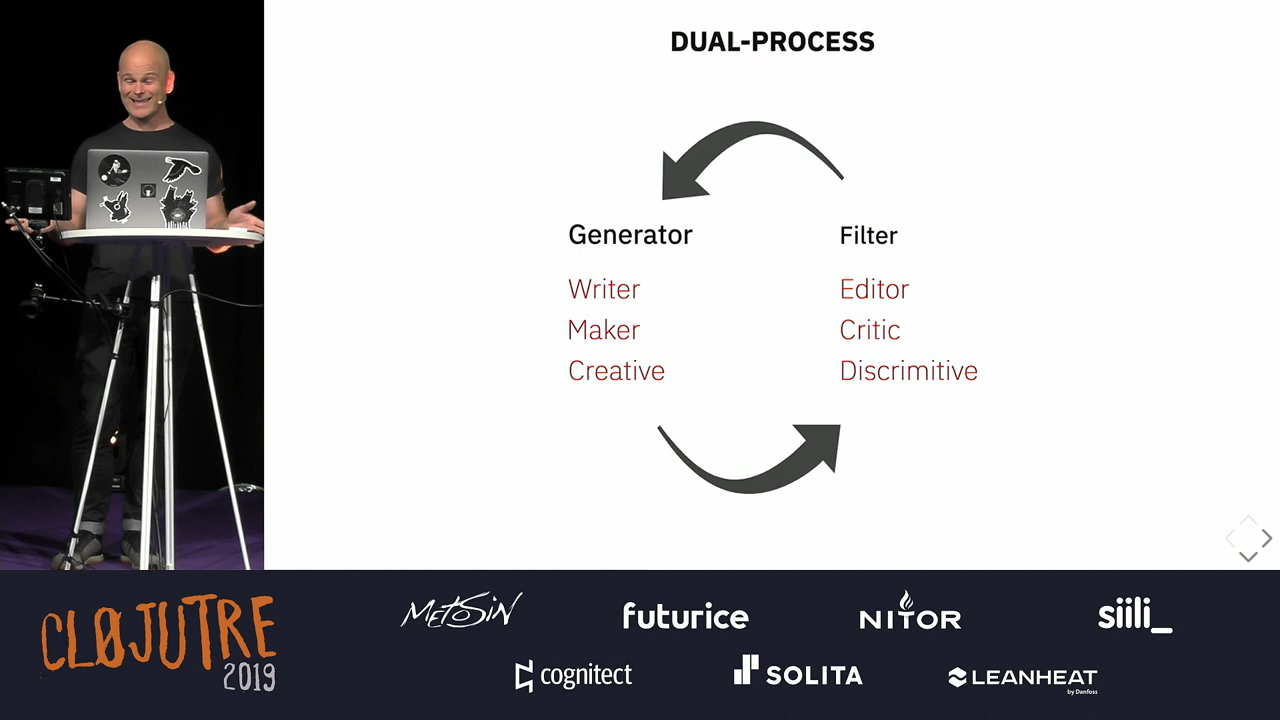 DUAL-PROCESS
Generator
Filter
Writer
Editor
Maker
Critic
Creative
Discrimitive
CLØJUTRE
2019
METOSIN
futurice
NITOR
siili_
cognitect
SOLITA
LEANHEAT
by Danfoss